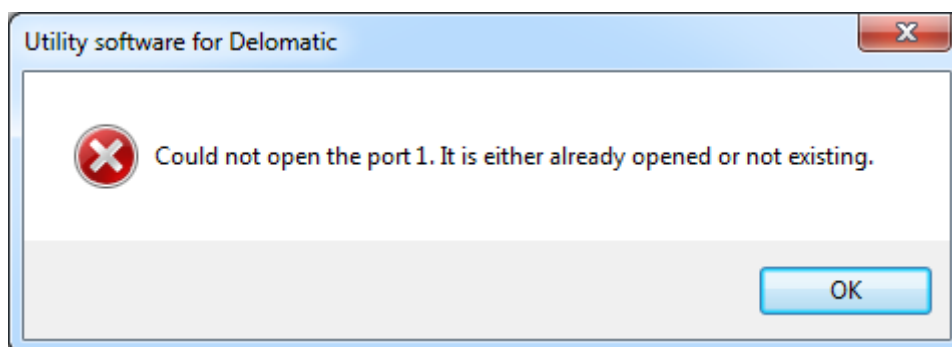 Utility software for Delomatic
Could not open the port 1. It is either already opened or not existing.
OK